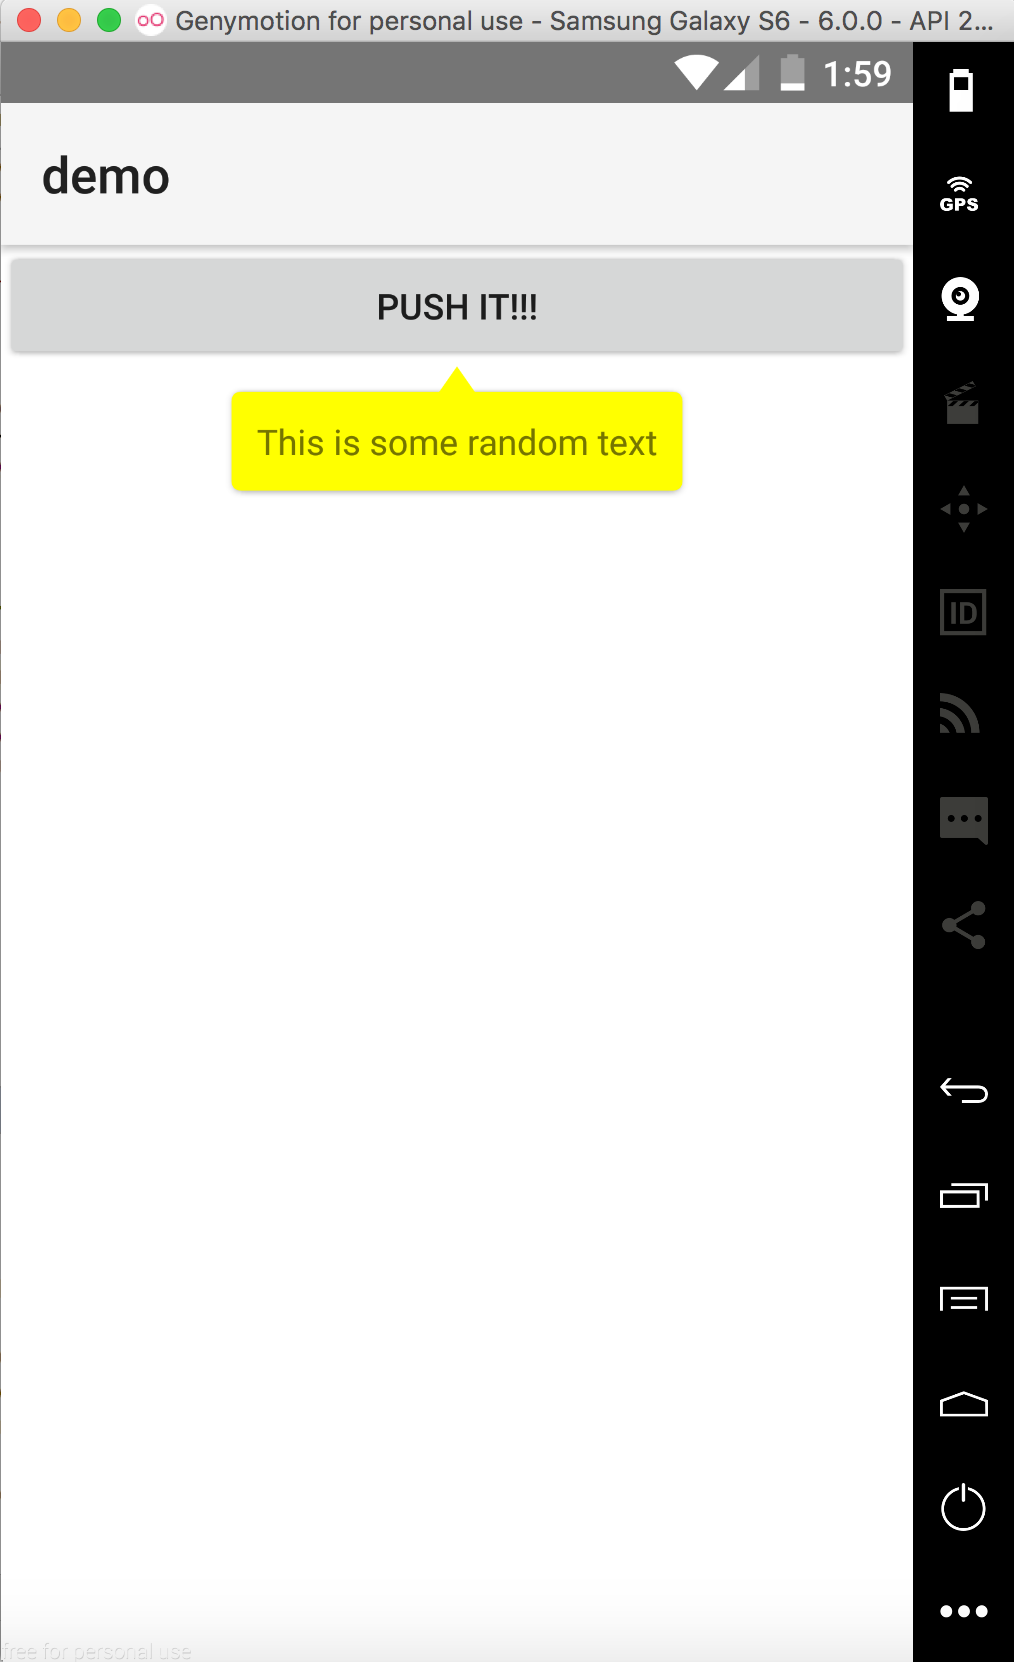 Genymotion for personal use - Samsung Galaxy S6 - 6.0.0 - API 2...
1:59
GPS
demo
PUSH IT!!!
This is some random text
ID
free for personal use